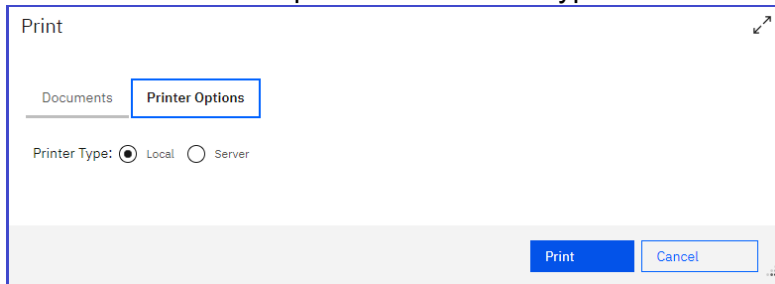 Print
Documents Printer Options
Printer Type: Local Server
Print Cancel